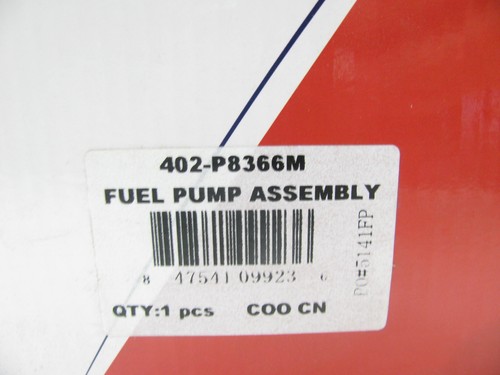 402-P8366M
FUEL PUMP ASSEMBLY
8 47541 09923 6
PO#5141FP
QTY:1 pcs COO CN